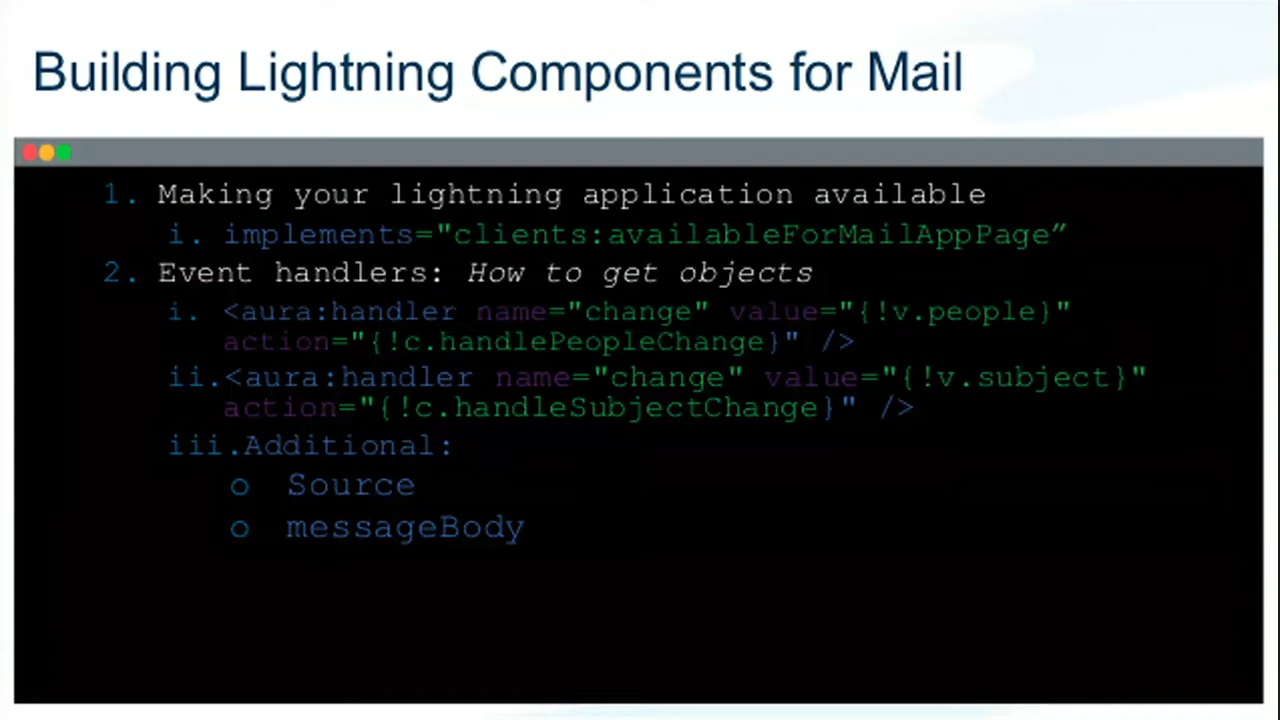 Building Lightning Components for Mail
1. Making your lightning application available
i. implements="clients:availableForMailAppPage”
2. Event handlers: How to get objects
i. <aura:handler name="change" value="{!v.people}"
action="{!c.handlePeopleChange}" />
ii.<aura:handler name="change" value="{!v.subject}"
action="{!c.handleSubjectChange}" />
iii.Additional:
o Source
o messageBody